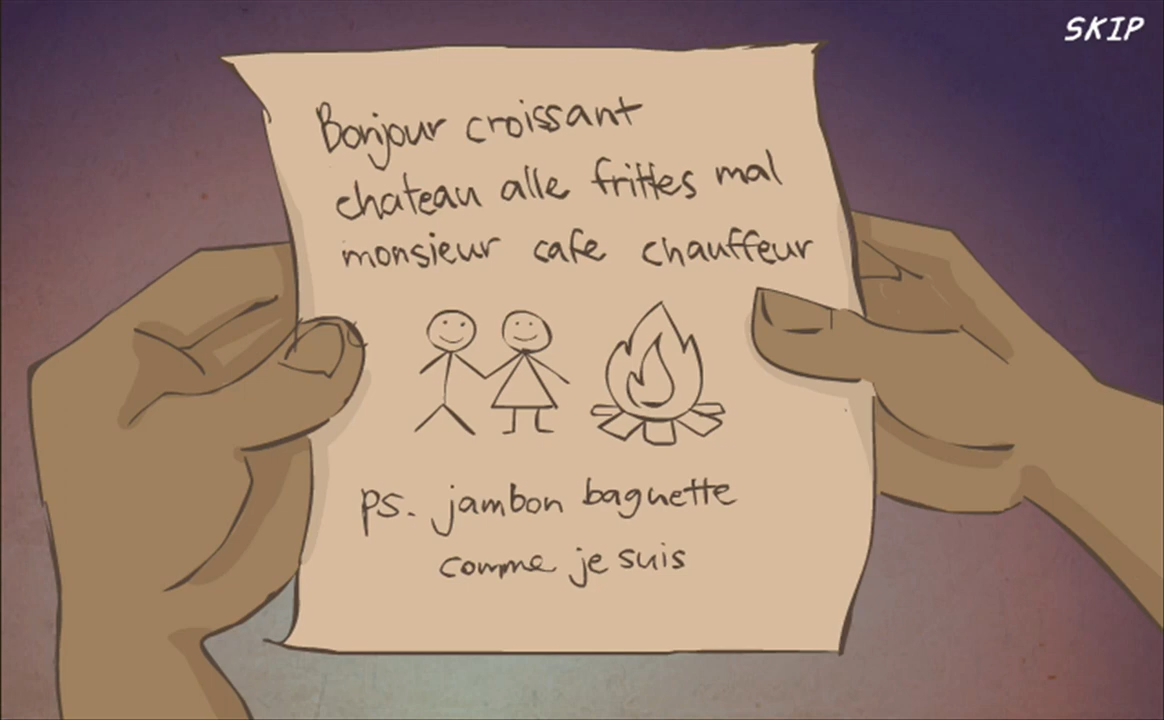 SKIP
Bonjour croissant
chateau alle frittes mal
monsieur cafe chauffeur
ps. jambon baguette
comme je suis